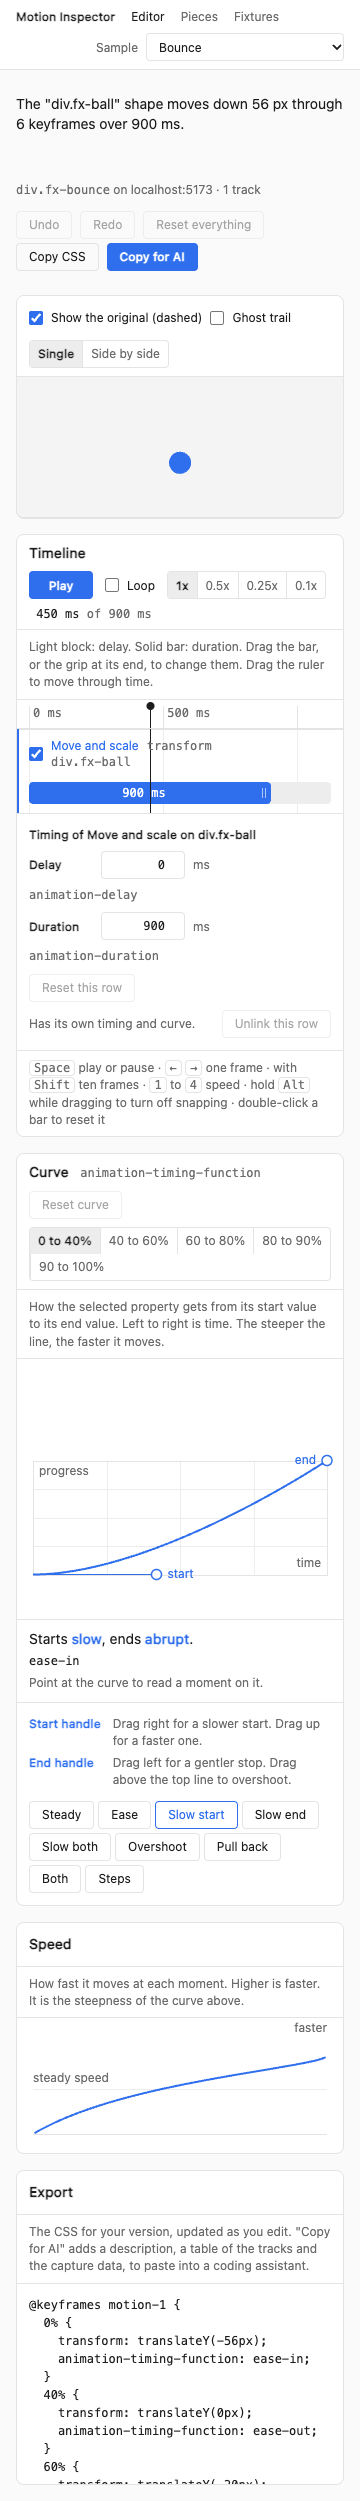 Motion Inspector Editor Pieces Fixtures
Sample Bounce
The "div.fx-ball" shape moves down 56 px through
6 keyframes over 900 ms.
div.fx-bounce on localhost:5173 · 1 track
Undo Redo Reset everything
Copy CSS Copy for AI
Show the original (dashed) Ghost trail
Single Side by side
Timeline
Play Loop 1x 0.5x 0.25x 0.1x
450 ms of 900 ms
Light block: delay. Solid bar: duration. Drag the bar,
or the grip at its end, to change them. Drag the ruler
to move through time.
0 ms 500 ms
Move and scale transform
div.fx-ball
900 ms
Timing of Move and scale on div.fx-ball
Delay 0 ms
animation-delay
Duration 900 ms
animation-duration
Reset this row
Has its own timing and curve. Unlink this row
Space play or pause · ← → one frame · with
Shift ten frames · 1 to 4 speed · hold Alt
while dragging to turn off snapping · double-click a
bar to reset it
Curve animation-timing-function
Reset curve
0 to 40% 40 to 60% 60 to 80% 80 to 90%
90 to 100%
How the selected property gets from its start value
to its end value. Left to right is time. The steeper the
line, the faster it moves.
end
progress
time
start
Starts slow, ends abrupt.
ease-in
Point at the curve to read a moment on it.
Start handle Drag right for a slower start. Drag up
for a faster one.
End handle Drag left for a gentler stop. Drag
above the top line to overshoot.
Steady Ease Slow start Slow end
Slow both Overshoot Pull back
Both Steps
Speed
How fast it moves at each moment. Higher is faster.
It is the steepness of the curve above.
faster
steady speed
Export
The CSS for your version, updated as you edit. "Copy
for AI" adds a description, a table of the tracks and
the capture data, to paste into a coding assistant.
@keyframes motion-1 {
0% {
transform: translateY(-56px);
animation-timing-function: ease-in;
}
40% {
transform: translateY(0px);
animation-timing-function: ease-out;
}
60% {
transform: translateY(-20px);